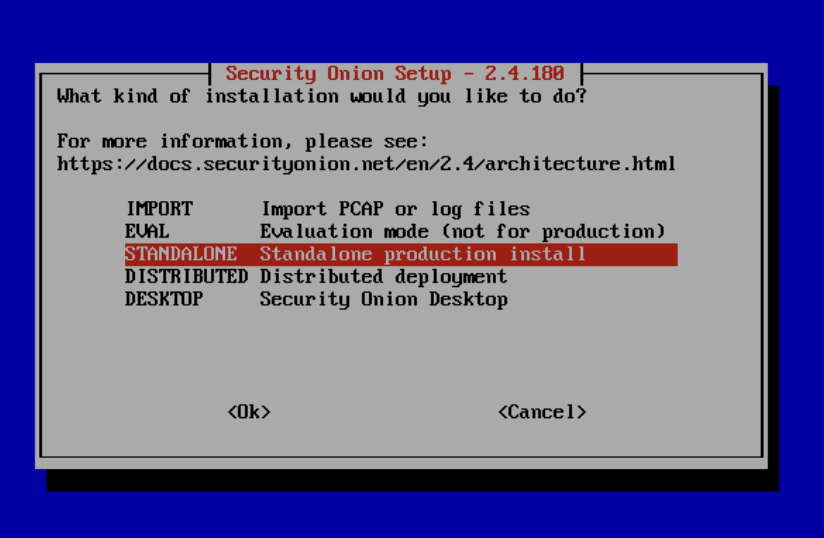 Security Onion Setup - 2.4.180
What kind of installation would you like to do?
For more information, please see:
https://docs.securityonion.net/en/2.4/architecture.html
IMPORT Import PCAP or log files
EVAL Evaluation mode (not for production)
STANDALONE Standalone production install
DISTRIBUTED Distributed deployment
DESKTOP Security Onion Desktop
<Ok> <Cancel>